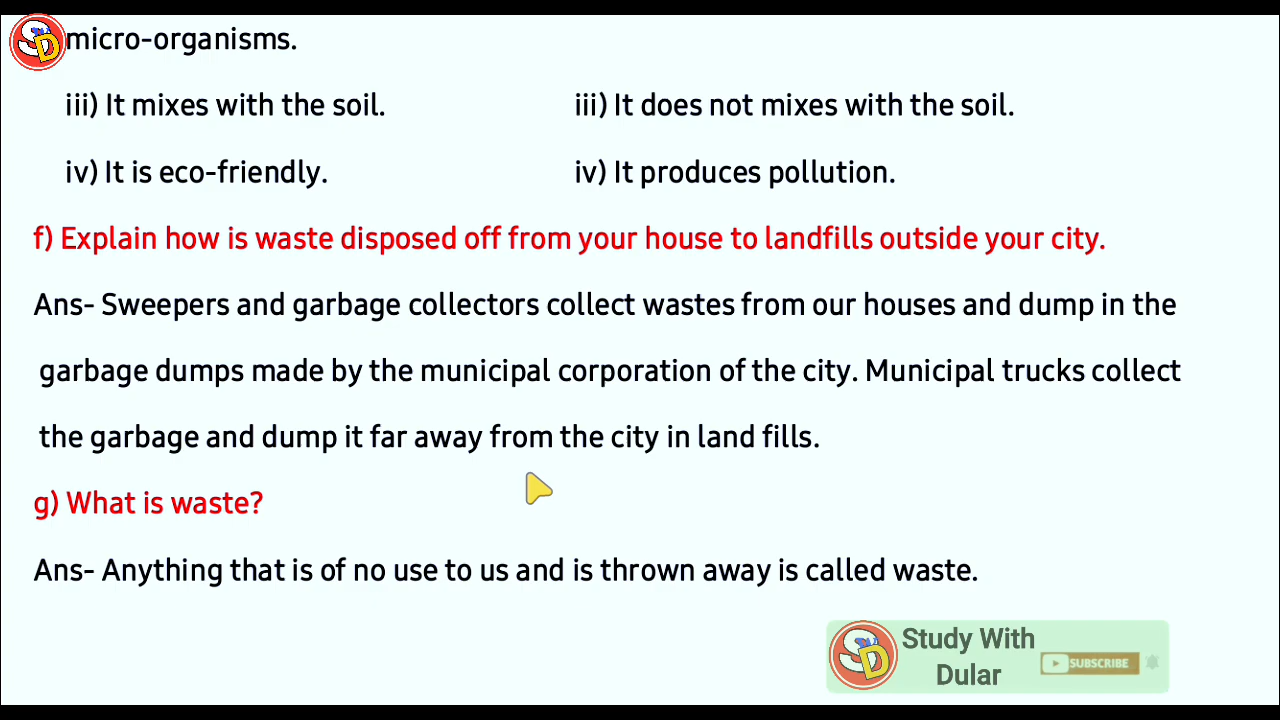 micro-organisms.
iii) It mixes with the soil. iii) It does not mixes with the soil.
iv) It is eco-friendly. iv) It produces pollution.
f) Explain how is waste disposed off from your house to landfills outside your city.
Ans- Sweepers and garbage collectors collect wastes from our houses and dump in the
garbage dumps made by the municipal corporation of the city. Municipal trucks collect
the garbage and dump it far away from the city in land fills.
g) What is waste?
Ans- Anything that is of no use to us and is thrown away is called waste.
Study With
Dular
SUBSCRIBE